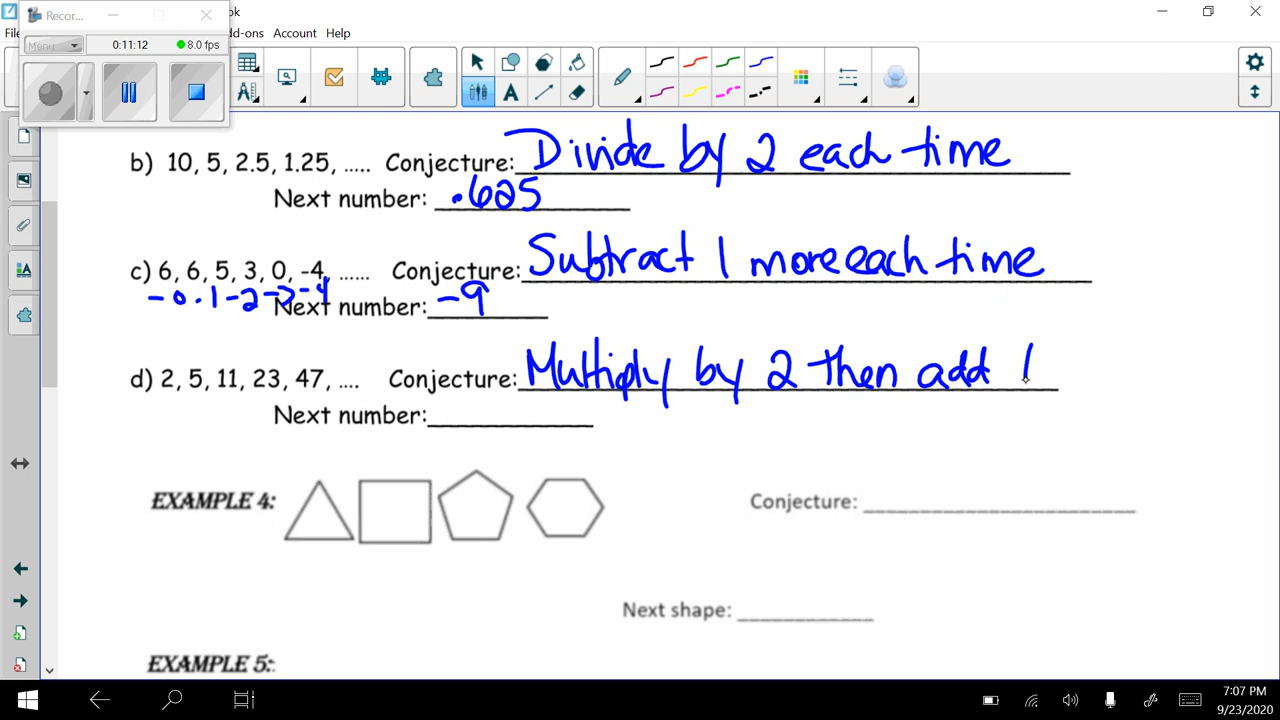 Recor...
ok
Menu
0:11:12
8.0 fps
File
dd-ons Account Help
b) 10, 5, 2.5, 1.25, ..... Conjecture: Divide by 2 each time
Next number: .625
c) 6, 6, 5, 3, 0, -4, ...... Conjecture: Subtract 1 more each time
-0 -1 -2 -3 -4
Next number: -9
d) 2, 5, 11, 23, 47, .... Conjecture: Multiply by 2 then add 1
Next number:
EXAMPLE 4:
Conjecture:
Next shape:
EXAMPLE 5:
7:07 PM
9/23/2020